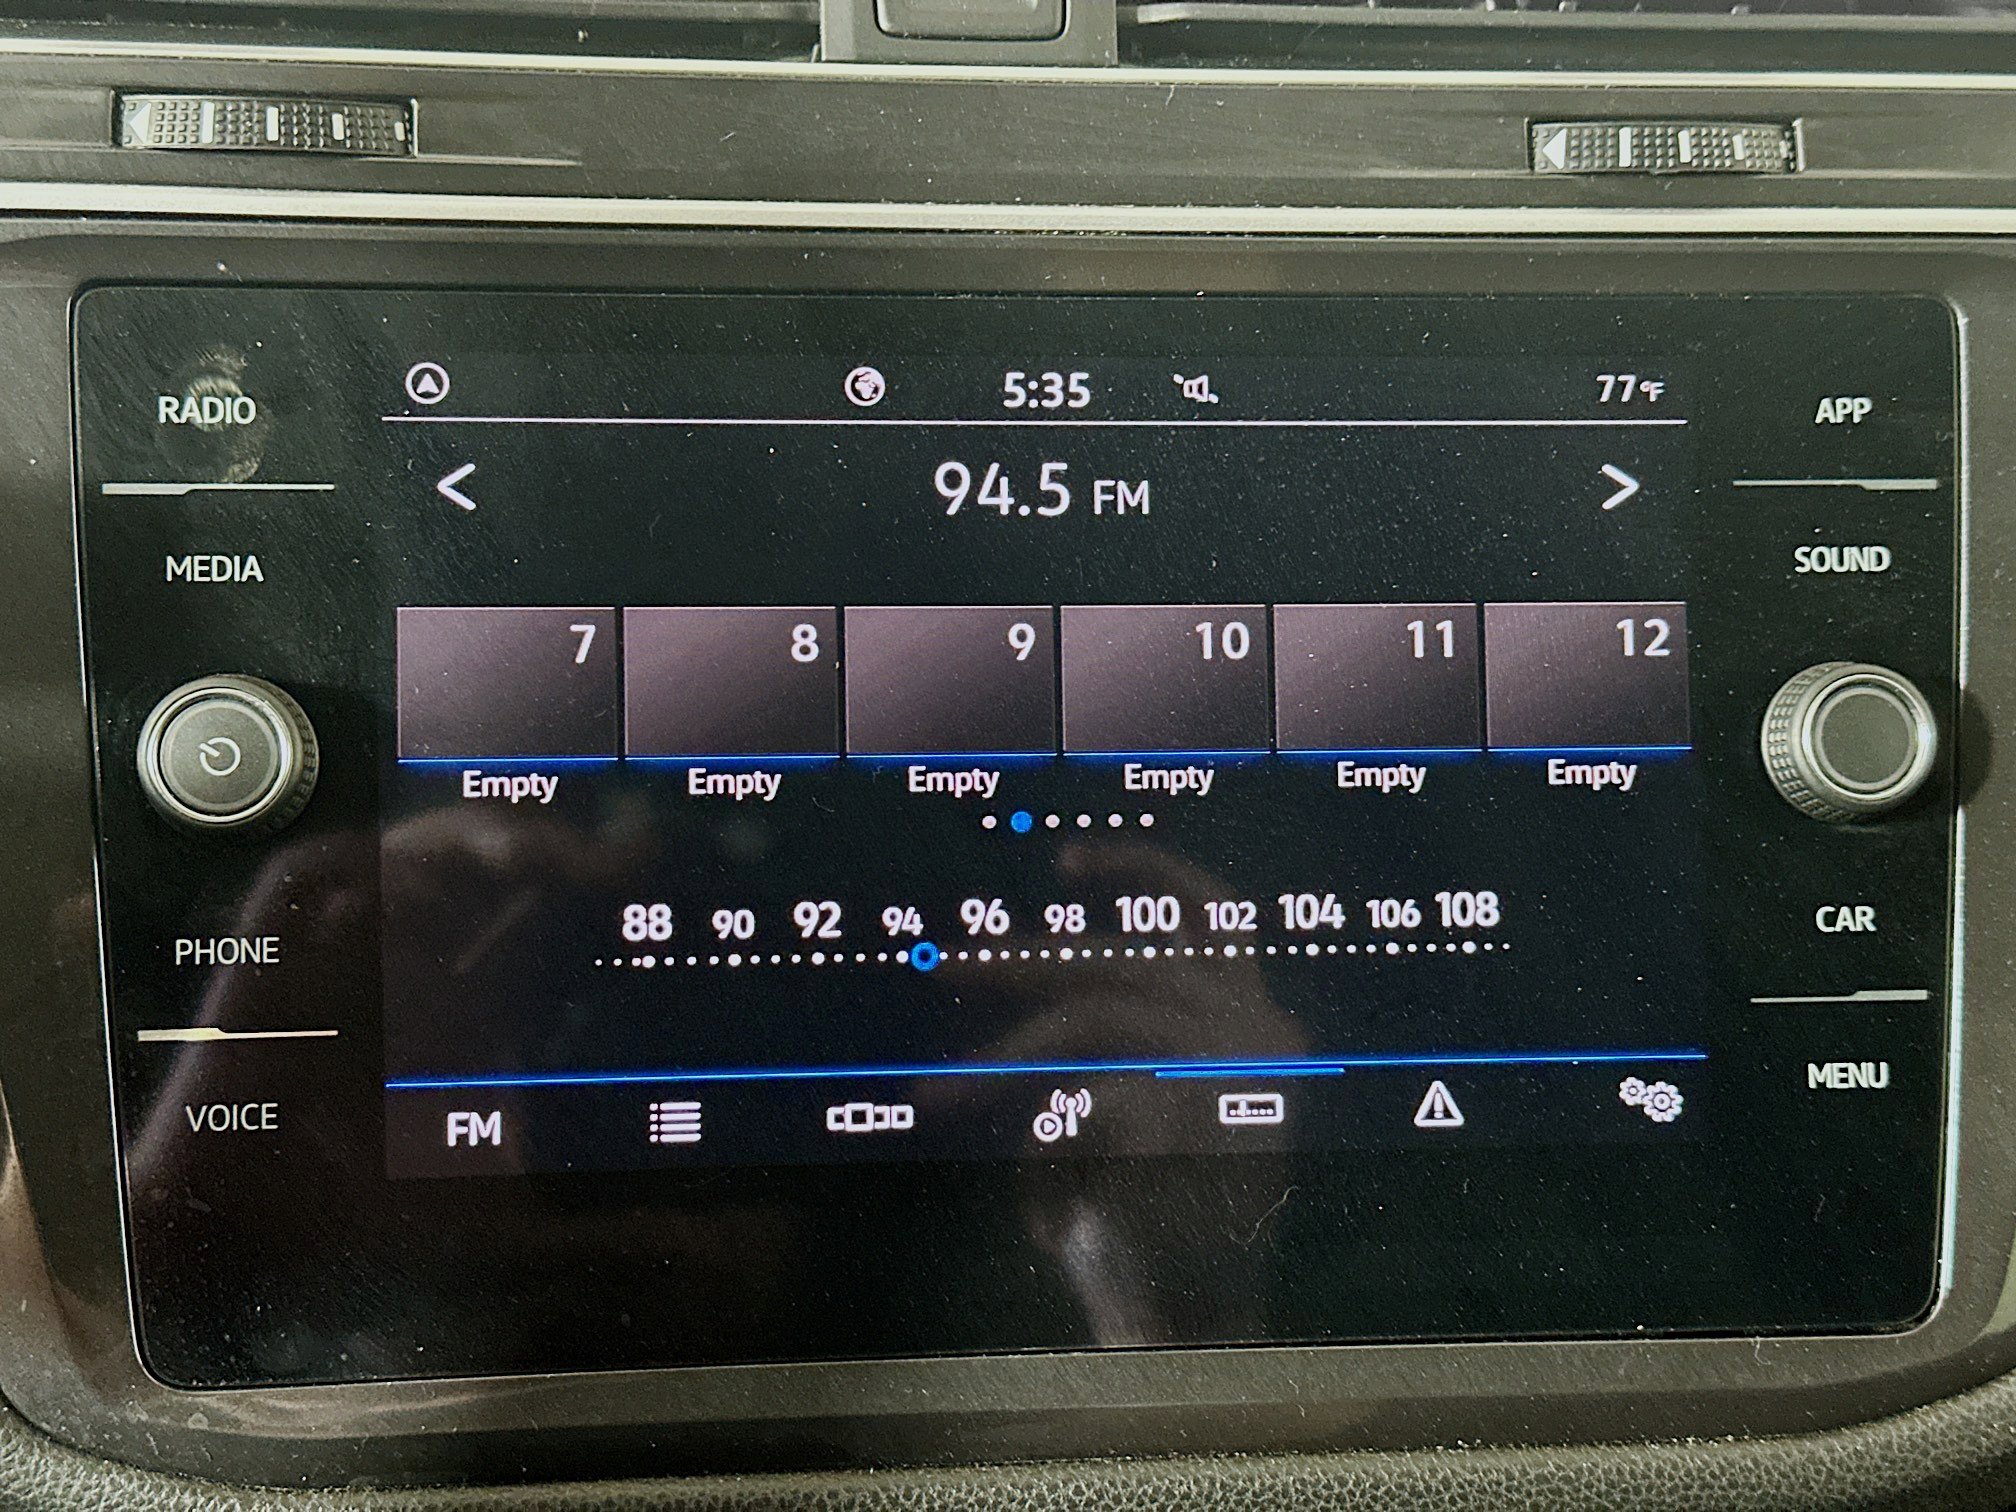 RADIO
MEDIA
PHONE
VOICE
5:35
77°F
94.5 FM
7 8 9 10 11 12
Empty Empty Empty Empty Empty Empty
88 90 92 94 96 98 100 102 104 106 108
FM
APP
SOUND
CAR
MENU